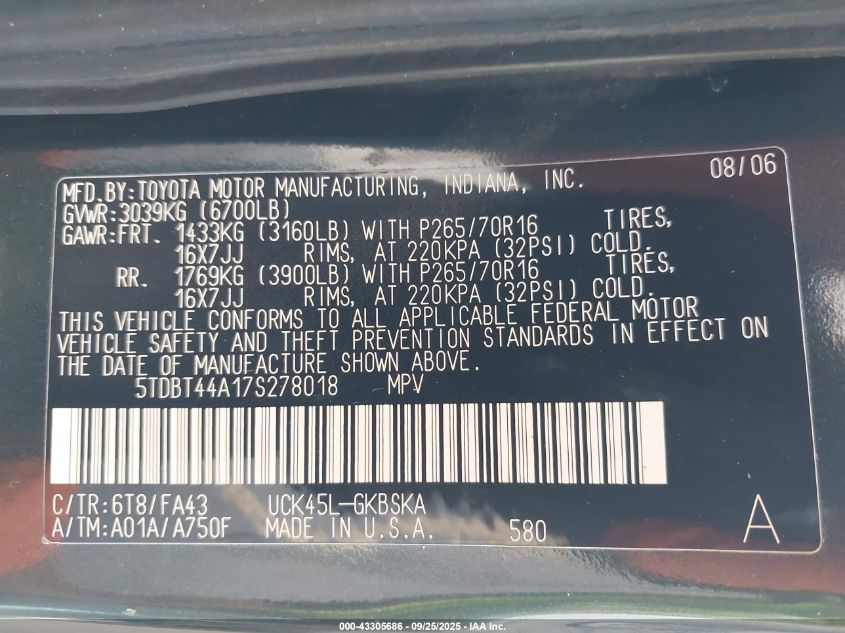 08/06
MFD.BY:TOYOTA MOTOR MANUFACTURING, INDIANA, INC.
GVWR:3039KG (6700LB)
GAWR:FRT. 1433KG (3160LB) WITH P265/70R16 TIRES,
16X7JJ RIMS, AT 220KPA (32PSI) COLD.
RR. 1769KG (3900LB) WITH P265/70R16 TIRES,
16X7JJ RIMS, AT 220KPA (32PSI) COLD.
THIS VEHICLE CONFORMS TO ALL APPLICABLE FEDERAL MOTOR
VEHICLE SAFETY AND THEFT PREVENTION STANDARDS IN EFFECT ON
THE DATE OF MANUFACTURE SHOWN ABOVE.
5TDBT44A17S278018 MPV
C/TR:6T8/FA43 UCK45L-GKBSKA
A/TM:A01A/A750F MADE IN U.S.A. 580 A
000-43305686 - 09/25/2025 - IAA Inc.